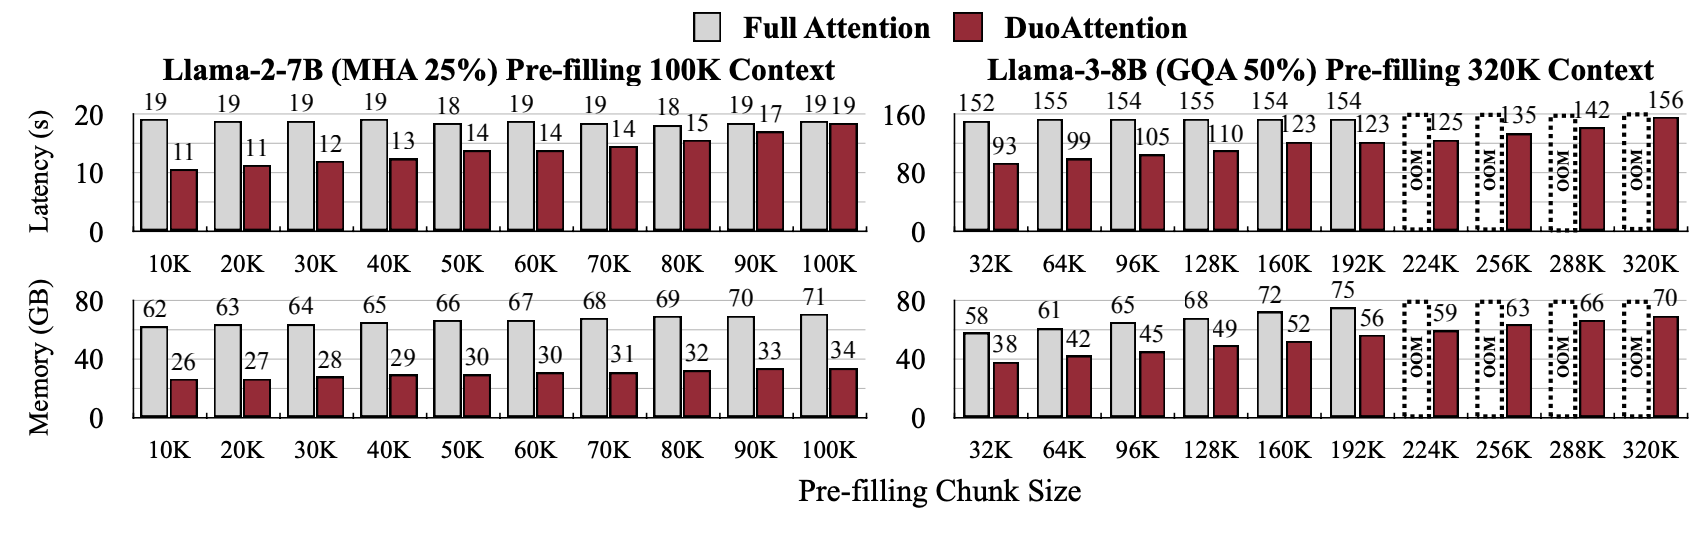 Full Attention DuoAttention
Llama-2-7B (MHA 25%) Pre-filling 100K Context
Latency (s)
20
10
0
19 11 19 11 19 12 19 13 18 14 19 14 19 14 18 15 19 17 19 19
10K 20K 30K 40K 50K 60K 70K 80K 90K 100K
Memory (GB)
80
40
0
62 26 63 27 64 28 65 29 66 30 67 30 68 31 69 32 70 33 71 34
10K 20K 30K 40K 50K 60K 70K 80K 90K 100K
Llama-3-8B (GQA 50%) Pre-filling 320K Context
160
80
0
152 93 155 99 154 105 155 110 154 123 154 123 OOM 125 OOM 135 OOM 142 OOM 156
32K 64K 96K 128K 160K 192K 224K 256K 288K 320K
80
40
0
58 38 61 42 65 45 68 49 72 52 75 56 OOM 59 OOM 63 OOM 66 OOM 70
32K 64K 96K 128K 160K 192K 224K 256K 288K 320K
Pre-filling Chunk Size